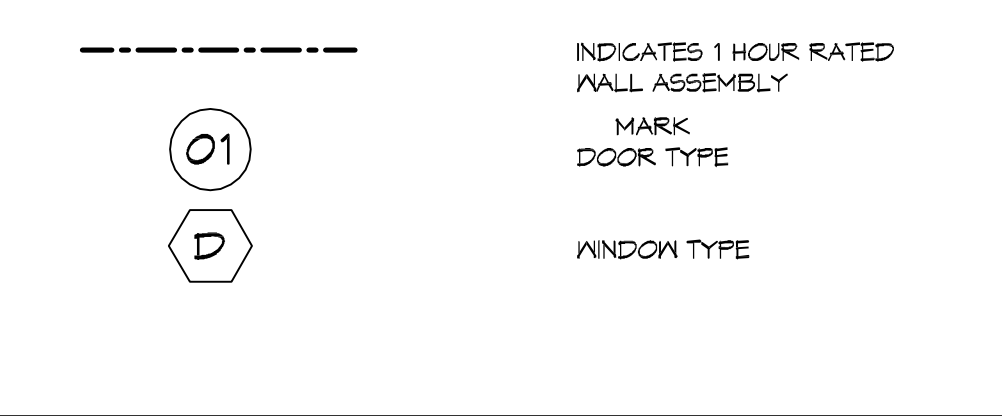 INDICATES 1 HOUR RATED
WALL ASSEMBLY
01
MARK
DOOR TYPE
D
WINDOW TYPE